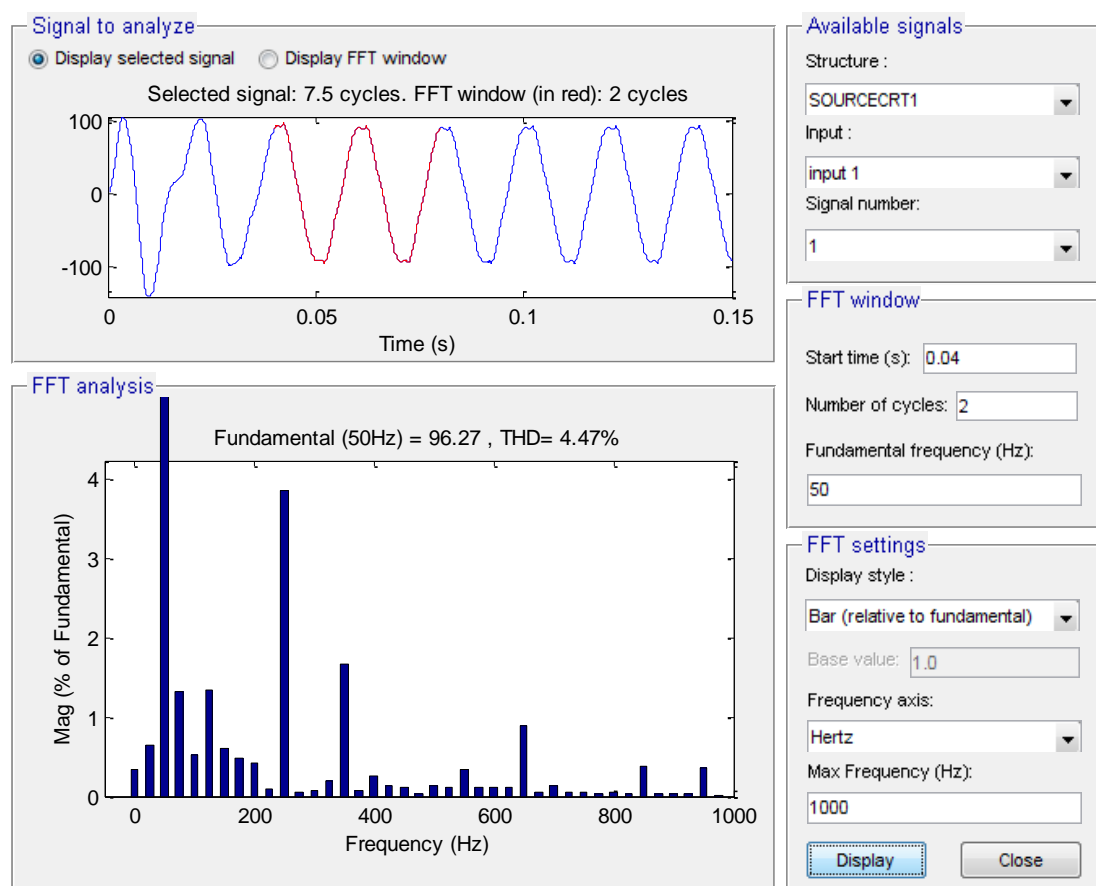 Signal to analyze
Display selected signal Display FFT window
Selected signal: 7.5 cycles. FFT window (in red): 2 cycles
100
0
-100
0 0.05 0.1 0.15
Time (s)
FFT analysis
Fundamental (50Hz) = 96.27 , THD= 4.47%
Mag (% of Fundamental)
4
3
2
1
0
0 200 400 600 800 1000
Frequency (Hz)
Available signals
Structure :
SOURCECRT1
Input :
input 1
Signal number:
1
FFT window
Start time (s): 0.04
Number of cycles: 2
Fundamental frequency (Hz):
50
FFT settings
Display style :
Bar (relative to fundamental)
Base value: 1.0
Frequency axis:
Hertz
Max Frequency (Hz):
1000
Display Close